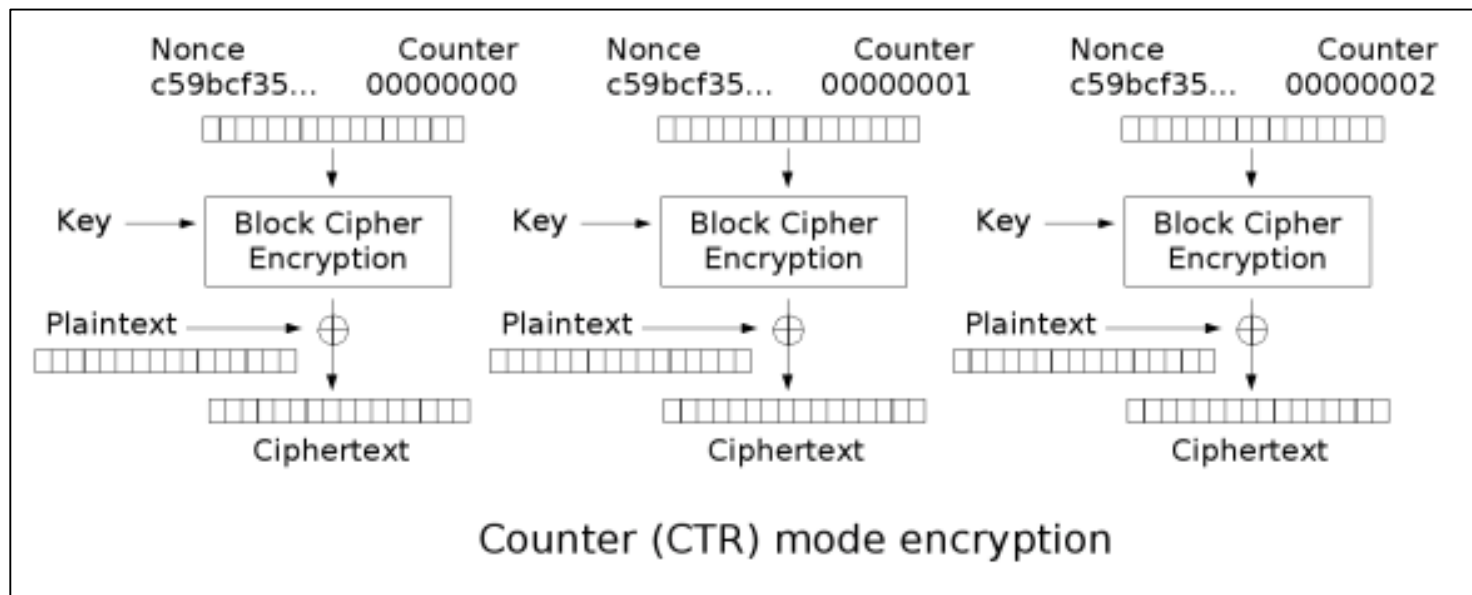 Nonce Counter Nonce Counter Nonce Counter
c59bcf35... 00000000 c59bcf35... 00000001 c59bcf35... 00000002
Key Block Cipher Encryption Key Block Cipher Encryption Key Block Cipher Encryption
Plaintext Plaintext Plaintext
Ciphertext Ciphertext Ciphertext
Counter (CTR) mode encryption